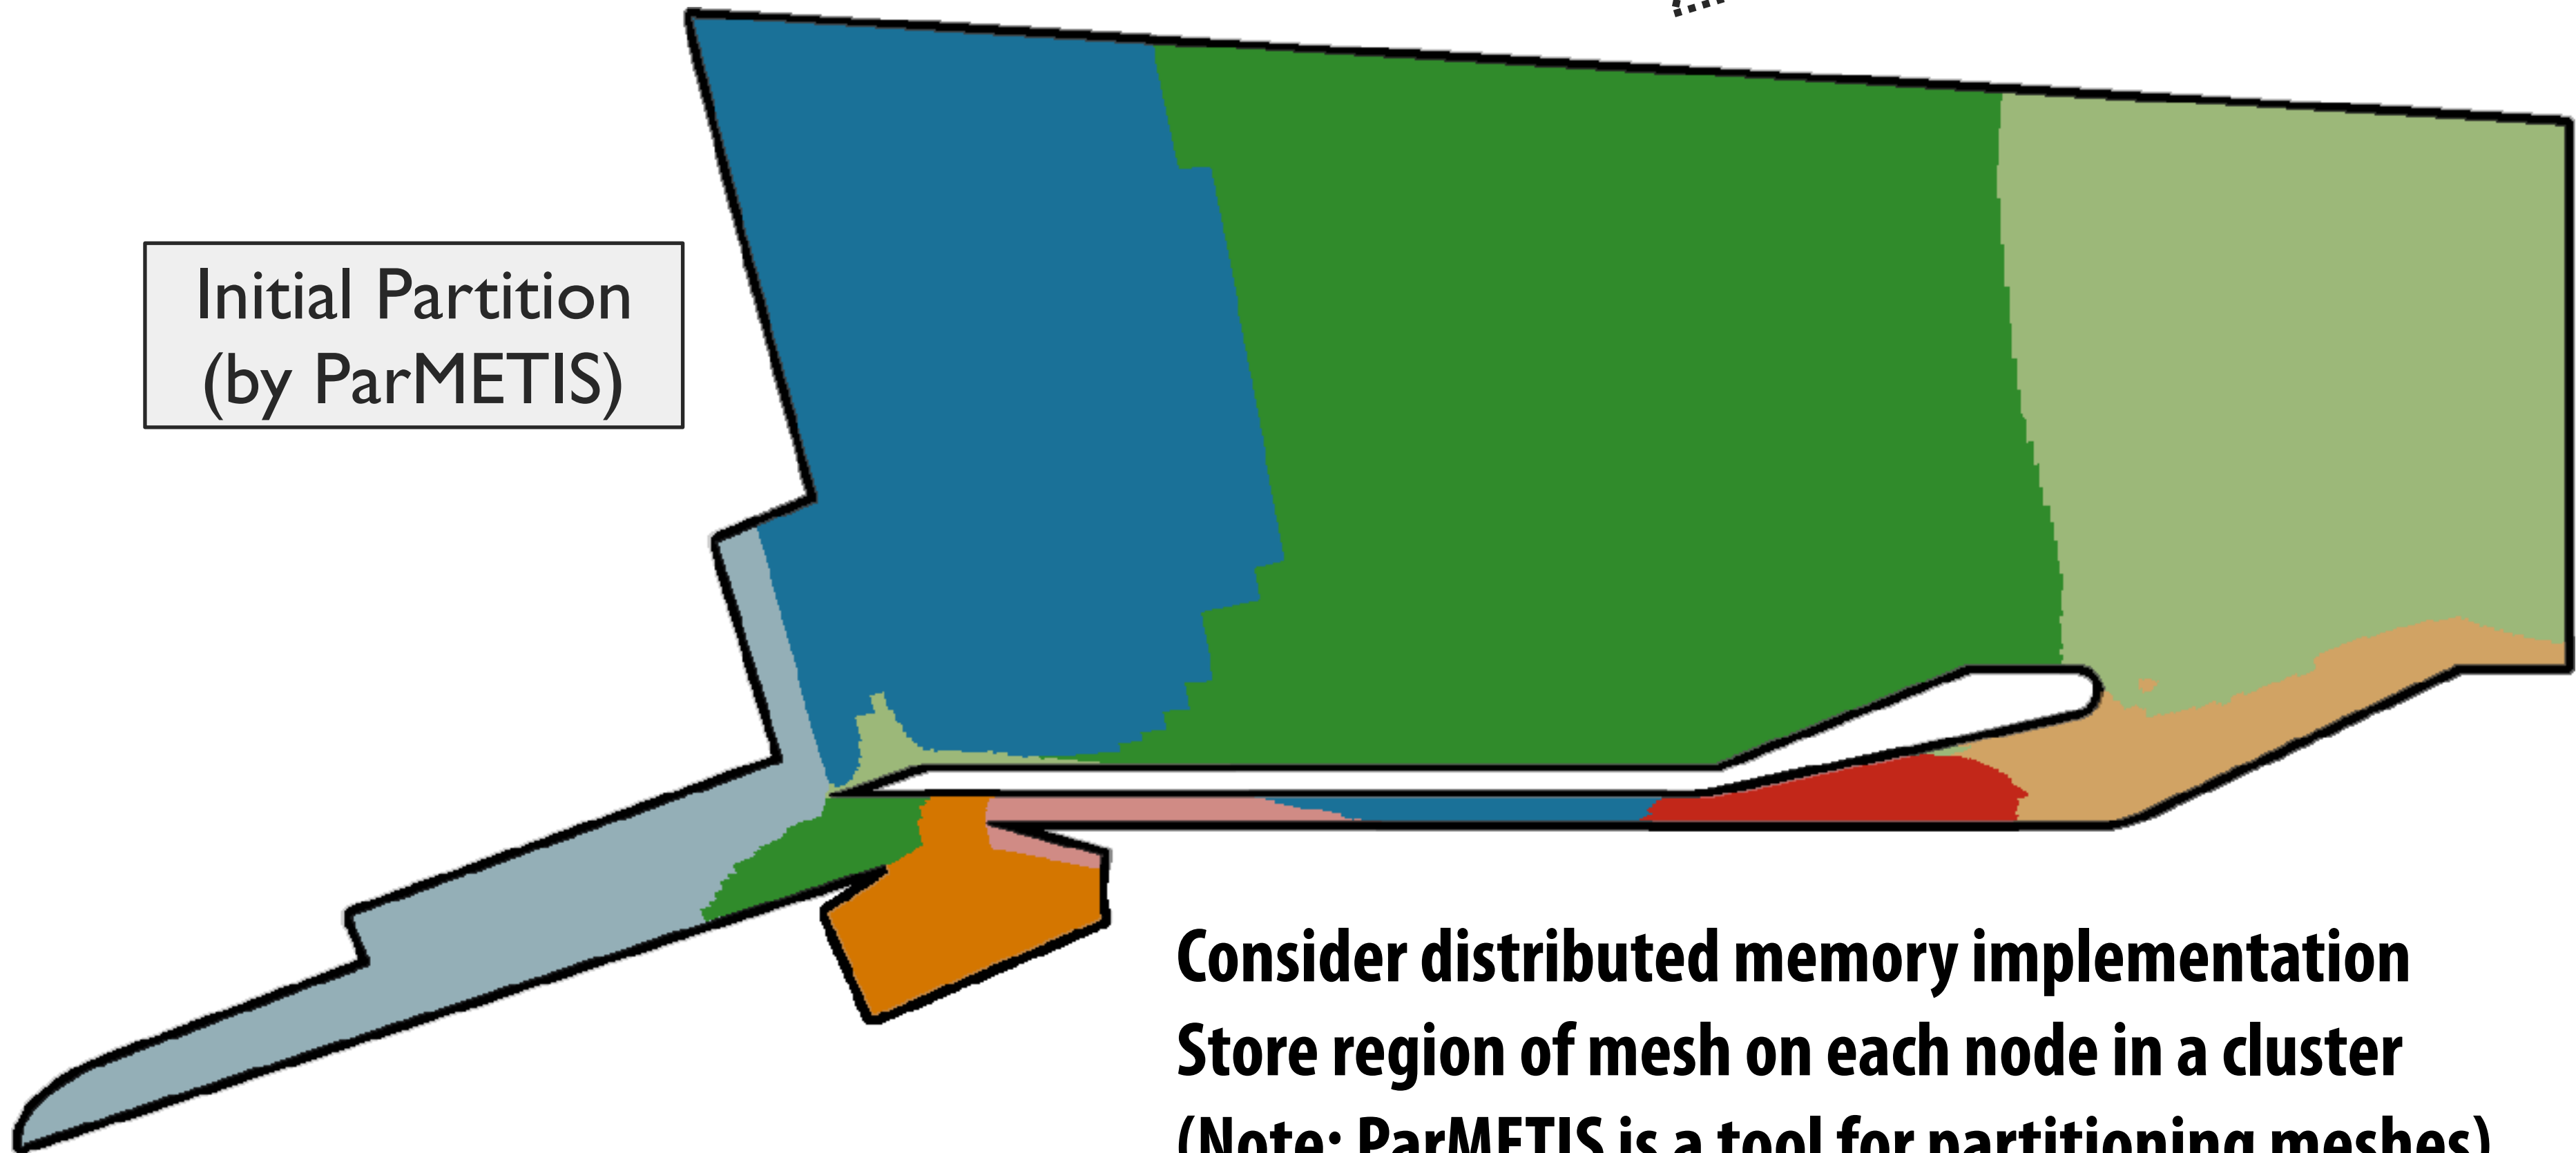 Initial Partition
(by ParMETIS)
Consider distributed memory implementation
Store region of mesh on each node in a cluster
(Note: ParMETIS is a tool for partitioning meshes)